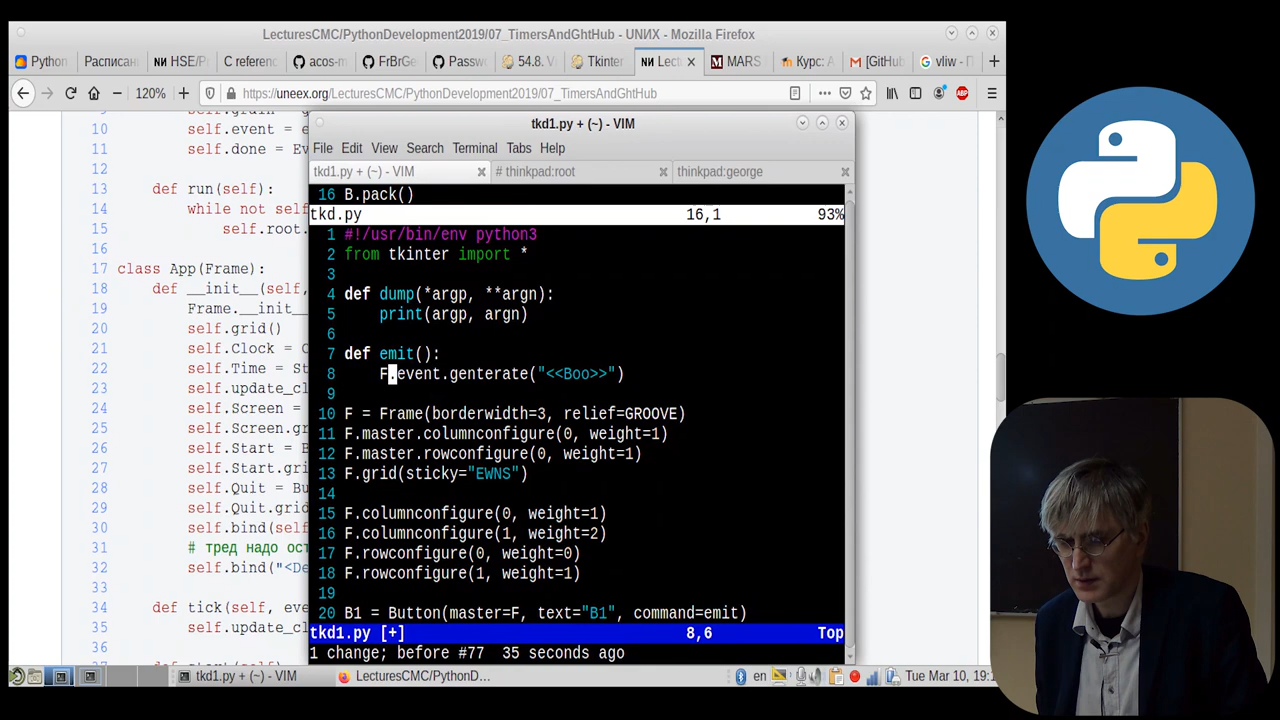 LecturesCMC/PythonDevelopment2019/07_TimersAndGhtHub - UNИX - Mozilla Firefox
Python Расписани NИ HSE/P C referenc acos-m FrBrGe Passwo 54.8. V Tkinter NИ Lectu MARS Курс: А [GitHub vliw - П
120% https://uneex.org/LecturesCMC/PythonDevelopment2019/07_TimersAndGhtHub
10 self.event = e
11 self.done = Ev
12
13 def run(self):
14 while not self
15 self.root.
16
17 class App(Frame):
18 def __init__(self,
19 Frame.__init__
20 self.grid()
21 self.Clock = C
22 self.Time = St
23 self.update_cl
24 self.Screen =
25 self.Screen.gr
26 self.Start = B
27 self.Start.gri
28 self.Quit = Bu
29 self.Quit.grid
30 self.bind(self
31 # тред надо ост
32 self.bind("<De
33
34 def tick(self, eve
35 self.update_cl
36
tkd1.py + (~) - VIM
File Edit View Search Terminal Tabs Help
tkd1.py + (~) - VIM # thinkpad:root thinkpad:george
16 B.pack()
tkd.py 16,1 93%
1 #!/usr/bin/env python3
2 from tkinter import *
3
4 def dump(*argp, **argn):
5 print(argp, argn)
6
7 def emit():
8 F.event.genterate("<<Boo>>")
9
10 F = Frame(borderwidth=3, relief=GROOVE)
11 F.master.columnconfigure(0, weight=1)
12 F.master.rowconfigure(0, weight=1)
13 F.grid(sticky="EWNS")
14
15 F.columnconfigure(0, weight=1)
16 F.columnconfigure(1, weight=2)
17 F.rowconfigure(0, weight=0)
18 F.rowconfigure(1, weight=1)
19
20 B1 = Button(master=F, text="B1", command=emit)
tkd1.py [+] 8,6 Top
1 change; before #77 35 seconds ago
tkd1.py + (~) - VIM LecturesCMC/PythonD... en Tue Mar 10, 19:1